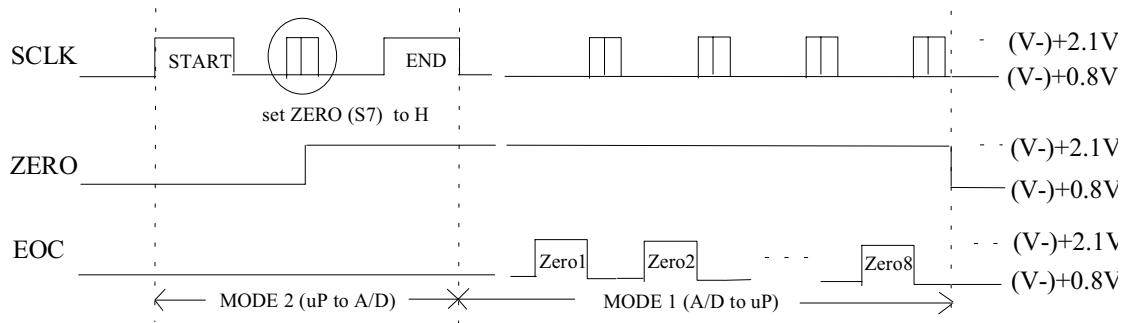 SCLK START END (V-)+2.1V
(V-)+0.8V
set ZERO (S7) to H
ZERO (V-)+2.1V
(V-)+0.8V
EOC Zero1 Zero2 Zero8 (V-)+2.1V
(V-)+0.8V
MODE 2 (uP to A/D) MODE 1 (A/D to uP)